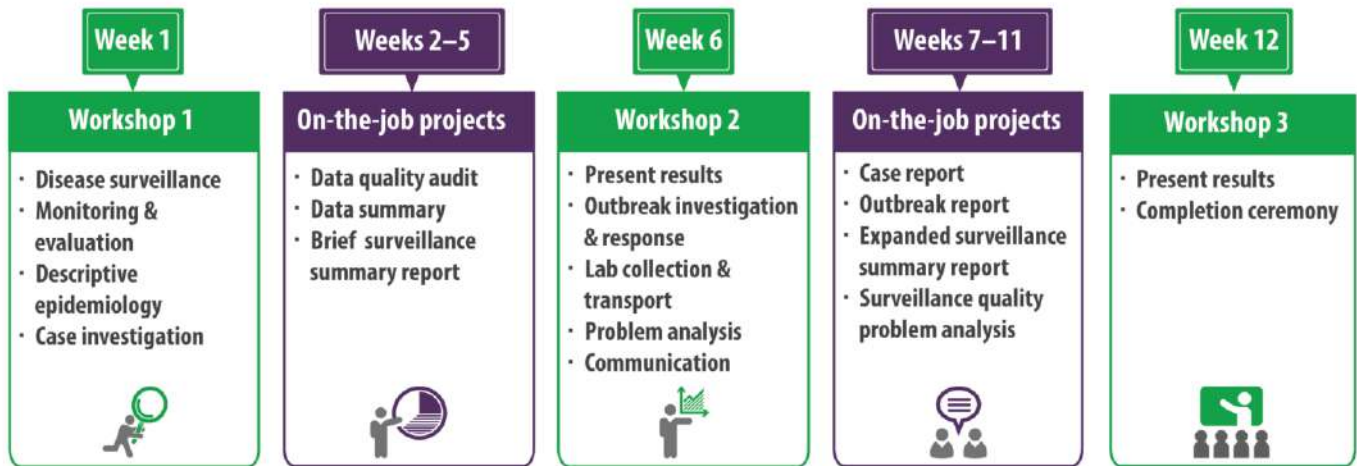 Week 1
Workshop 1
· Disease surveillance
· Monitoring &
evaluation
· Descriptive
epidemiology
· Case investigation
Weeks 2–5
On-the-job projects
· Data quality audit
· Data summary
· Brief surveillance
summary report
Week 6
Workshop 2
· Present results
· Outbreak investigation
& response
· Lab collection &
transport
· Problem analysis
· Communication
Weeks 7–11
On-the-job projects
· Case report
· Outbreak report
· Expanded surveillance
summary report
· Surveillance quality
problem analysis
Week 12
Workshop 3
· Present results
· Completion ceremony